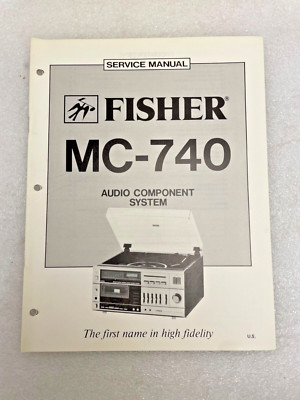 SERVICE MANUAL
FISHER®
MC-740
AUDIO COMPONENT
SYSTEM
The first name in high fidelity
U.S.